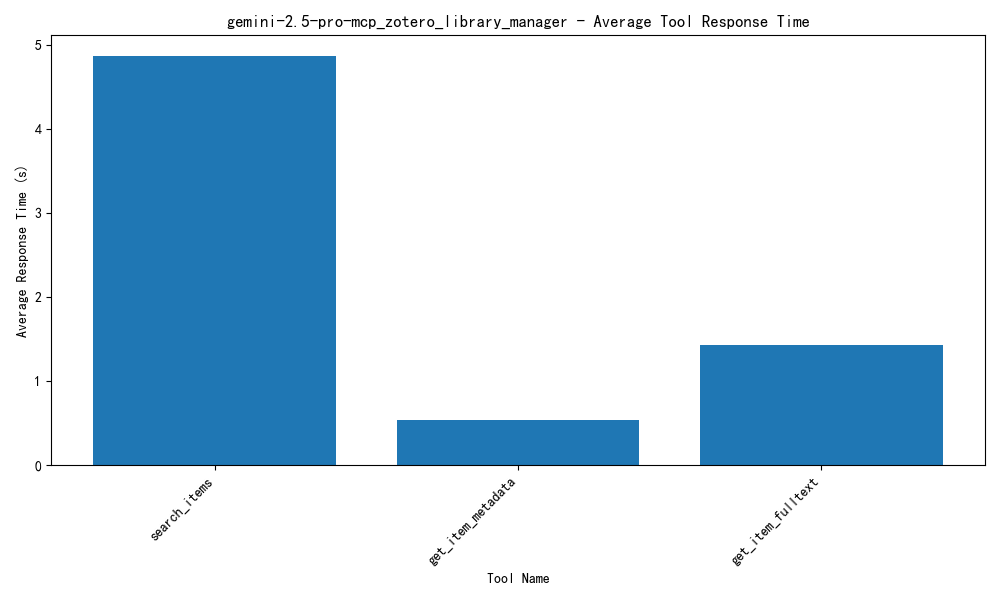 gemini-2.5-pro-mcp_zotero_library_manager - Average Tool Response Time
Average Response Time (s)
5
4
3
2
1
0
search_items
get_item_metadata
get_item_fulltext
Tool Name